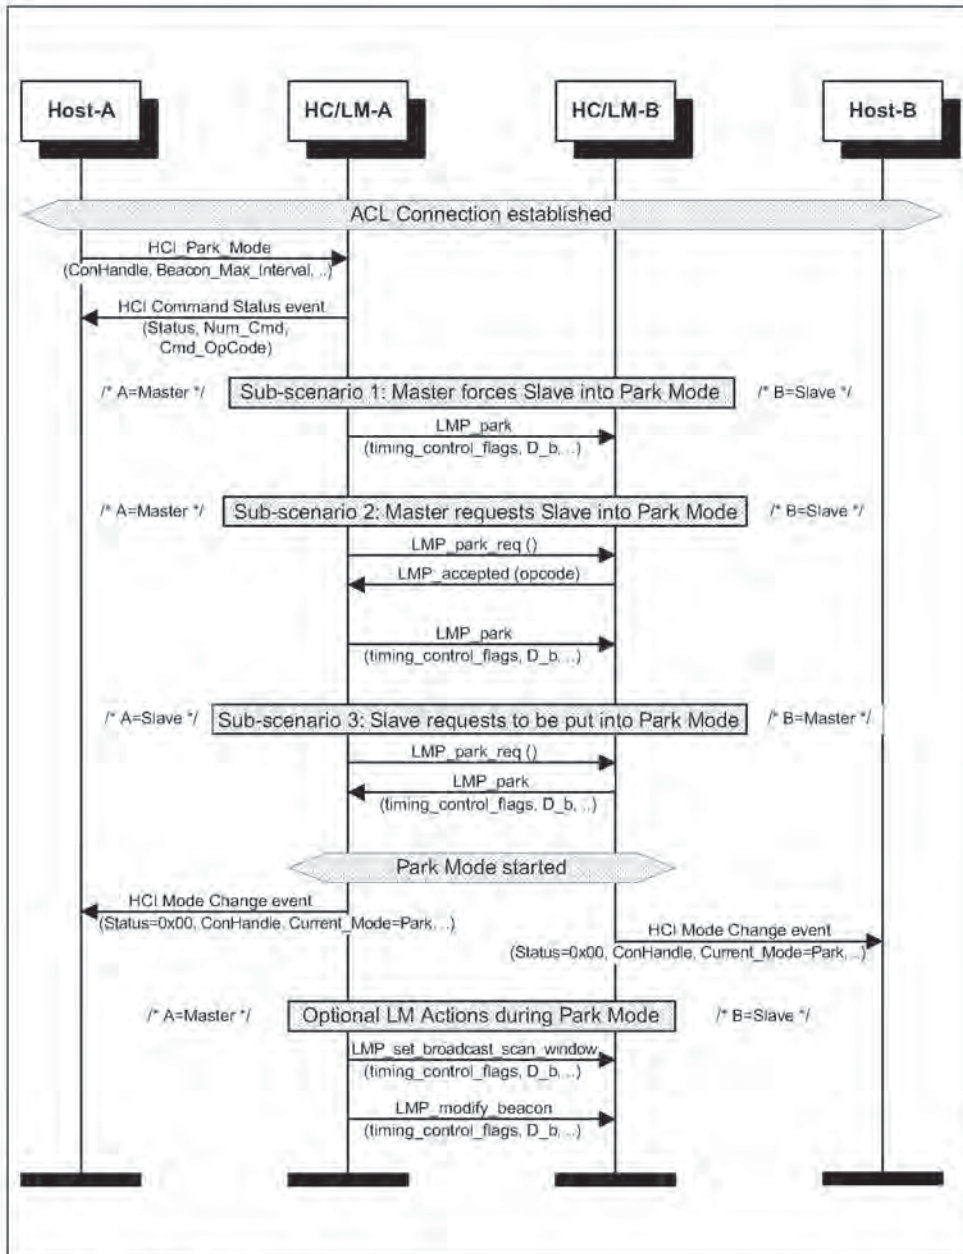 Host-A HC/LM-A HC/LM-B Host-B
ACL Connection established
HCI_Park_Mode
(ConHandle, Beacon_Max_Interval, ..)
HCI Command Status event
(Status, Num_Cmd,
Cmd_OpCode)
/* A=Master */ Sub-scenario 1: Master forces Slave into Park Mode /* B=Slave */
LMP_park
(timing_control_flags, D_b, ..)
/* A=Master */ Sub-scenario 2: Master requests Slave into Park Mode /* B=Slave */
LMP_park_req ()
LMP_accepted (opcode)
LMP_park
(timing_control_flags, D_b, ..)
/* A=Slave */ Sub-scenario 3: Slave requests to be put into Park Mode /* B=Master */
LMP_park_req ()
LMP_park
(timing_control_flags, D_b, ..)
Park Mode started
HCI Mode Change event
(Status=0x00, ConHandle, Current_Mode=Park, ..)
HCI Mode Change event
(Status=0x00, ConHandle, Current_Mode=Park, ..)
/* A=Master */ Optional LM Actions during Park Mode /* B=Slave */
LMP_set_broadcast_scan_window
(timing_control_flags, D_b, ..)
LMP_modify_beacon
(timing_control_flags, D_b, ..)